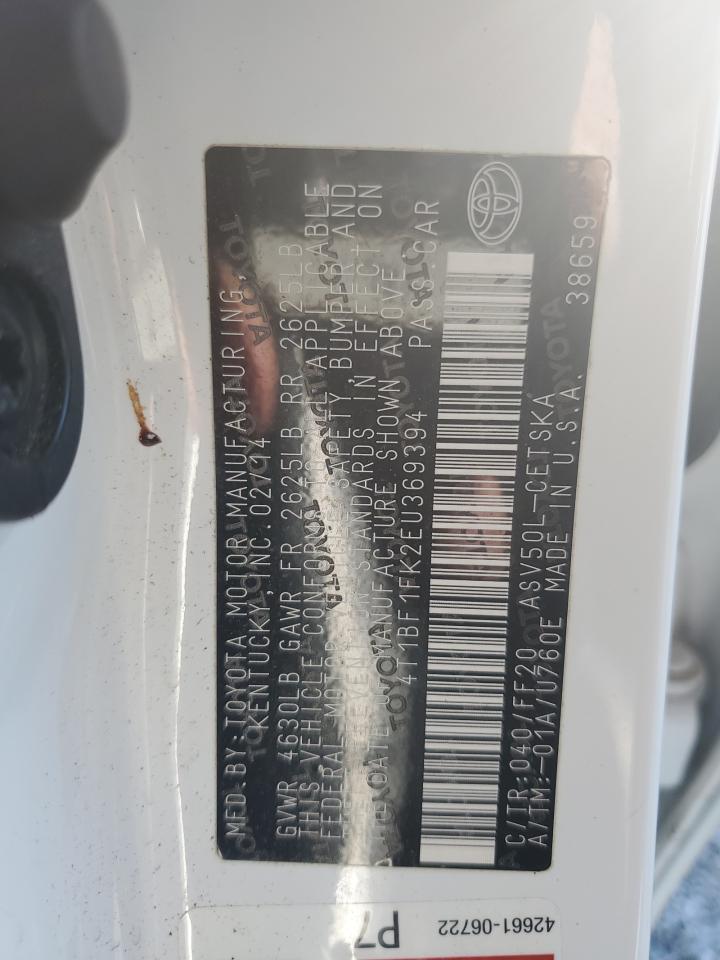 MFD.BY:TOYOTA MOTOR MANUFACTURING,
KENTUCKY,INC.02/14
GVWR 4630LB GAWR FR 2625LB RR 2625LB
THIS VEHICLE CONFORMS TO ALL APPLICABLE
FEDERAL MOTOR VEHICLE SAFETY, BUMPER, AND
THEFT PREVENTION STANDARDS IN EFFECT ON
THE DATE OF MANUFACTURE SHOWN ABOVE.
4T1BF1FK2EU369394 PASS.CAR
C/TR:040/FF20 ASV50L-CETSKA
A/TM:-01A/U760E MADE IN U.S.A. 38659
P7
42661-06722